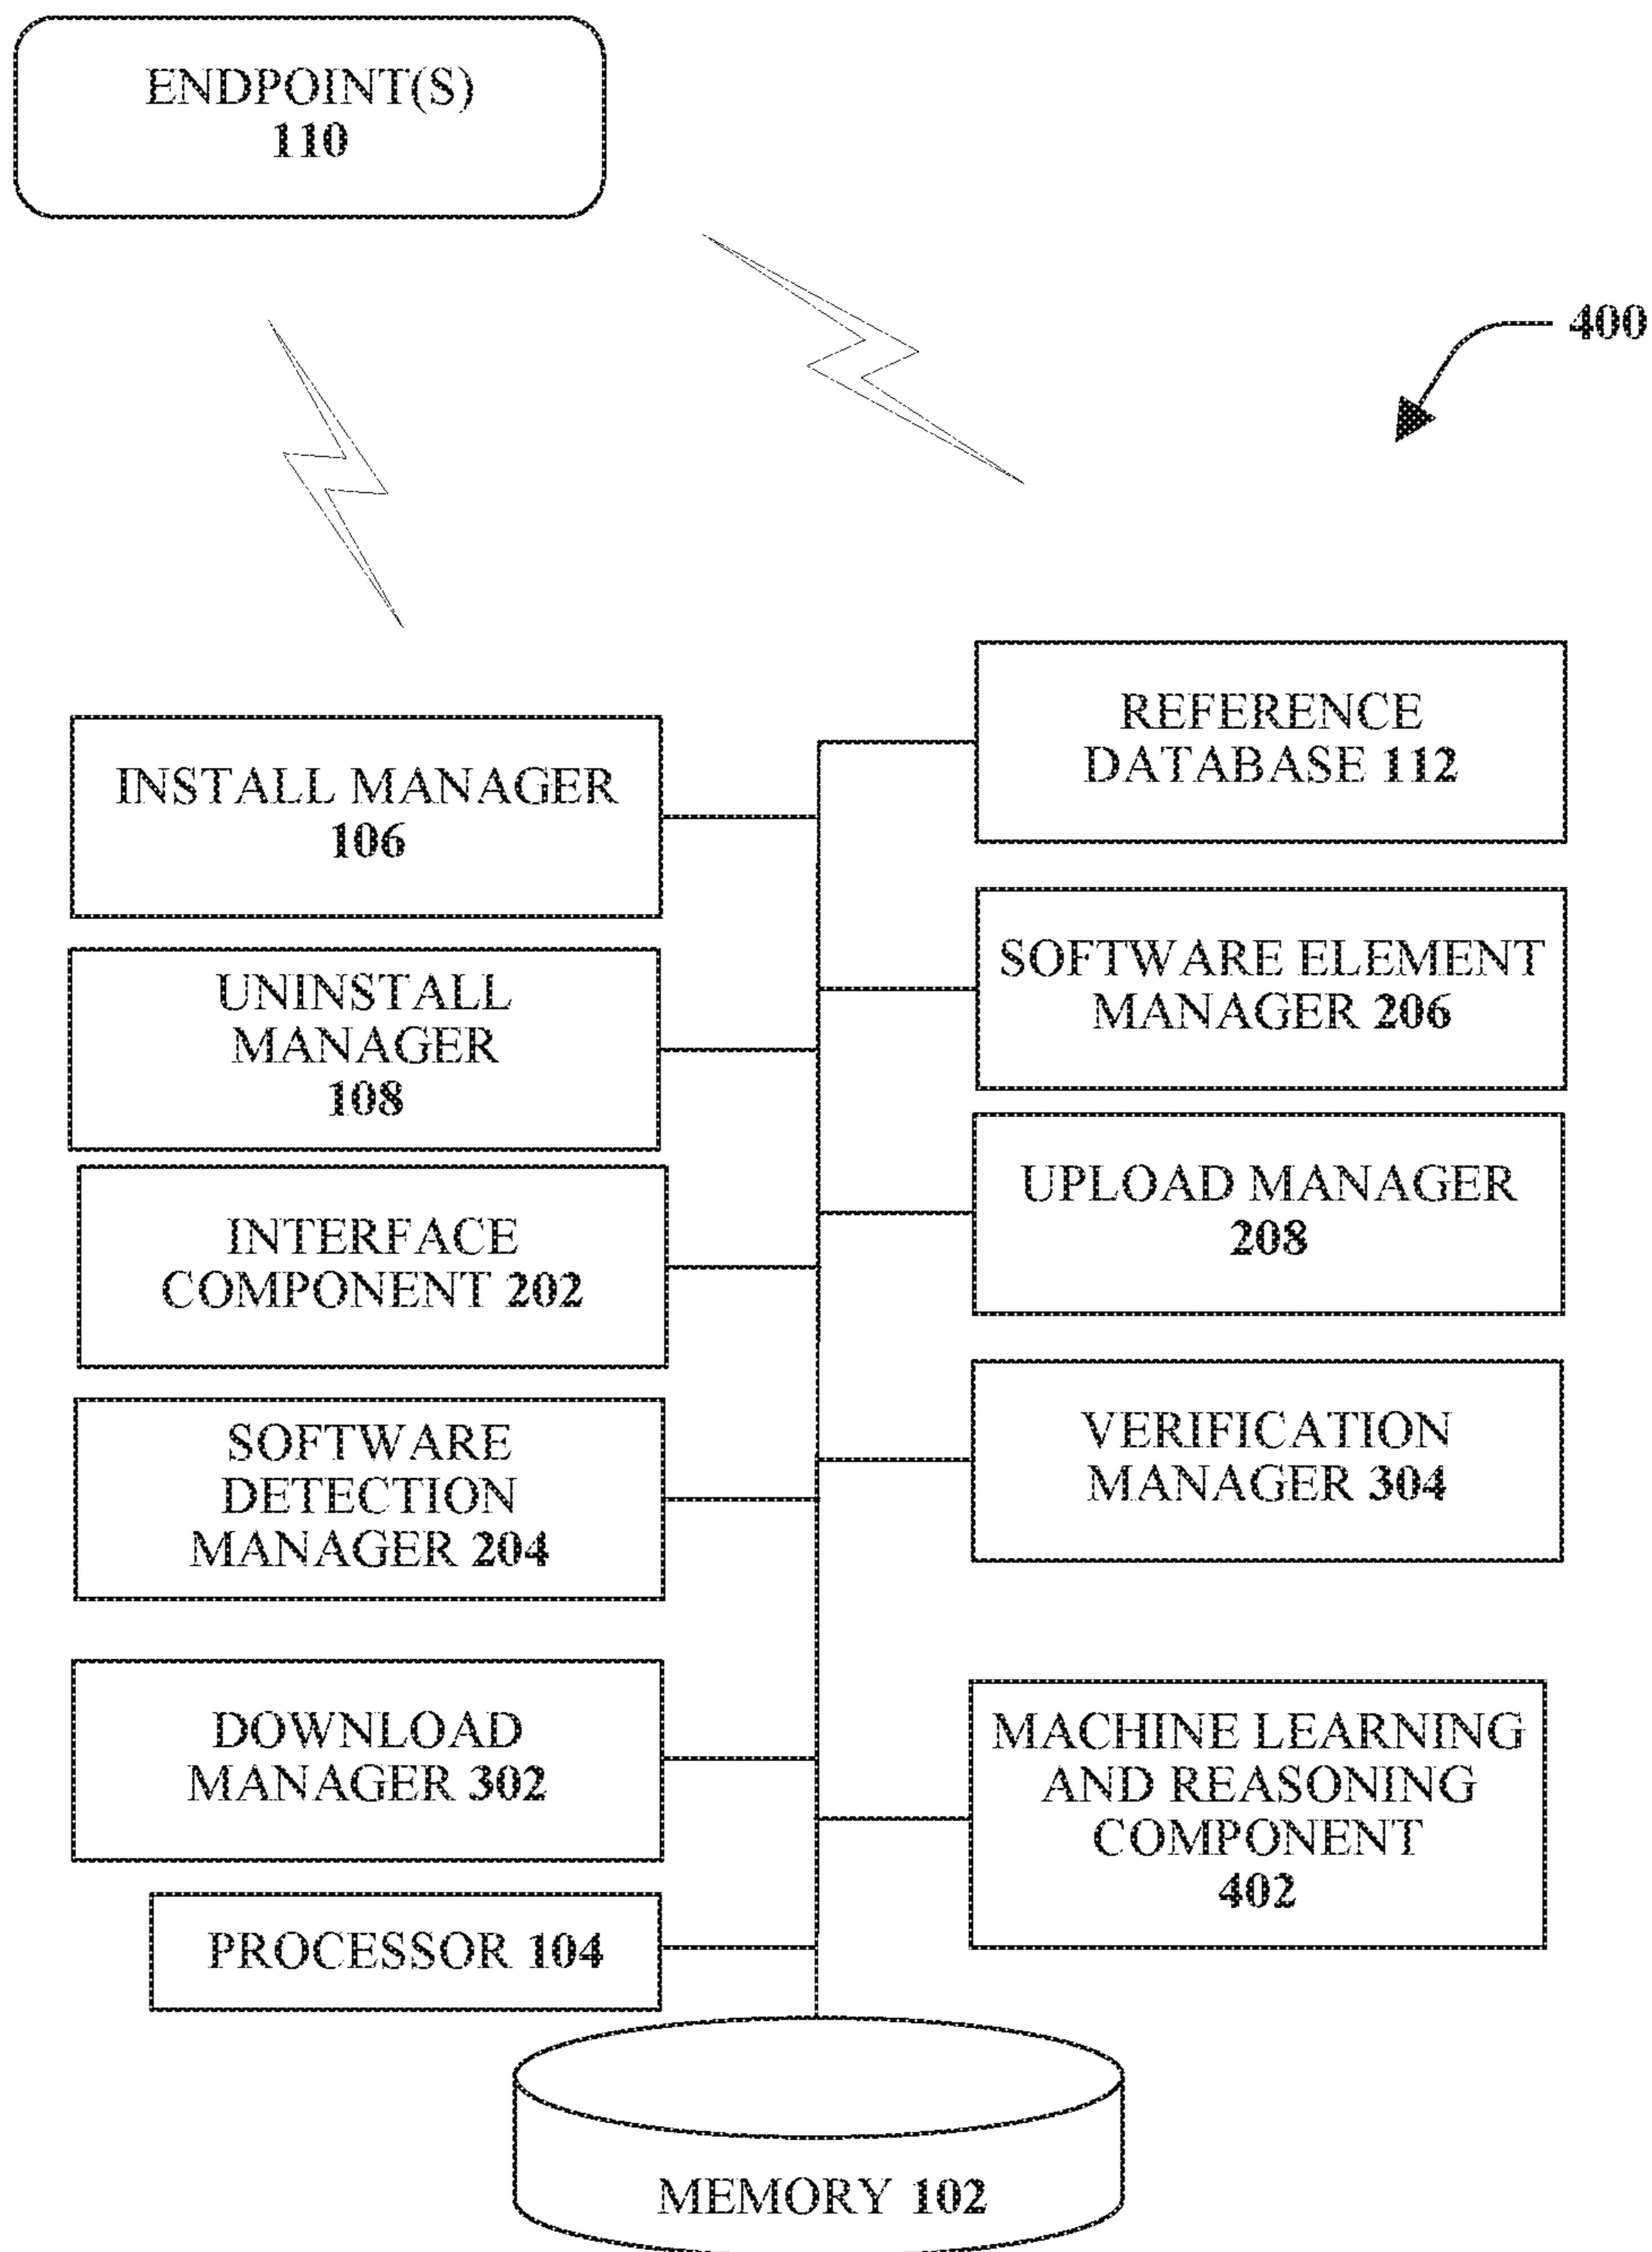 ENDPOINT(S)
110
400
INSTALL MANAGER
106
UNINSTALL
MANAGER
108
INTERFACE
COMPONENT 202
SOFTWARE
DETECTION
MANAGER 204
DOWNLOAD
MANAGER 302
PROCESSOR 104
REFERENCE
DATABASE 112
SOFTWARE ELEMENT
MANAGER 206
UPLOAD MANAGER
208
VERIFICATION
MANAGER 304
MACHINE LEARNING
AND REASONING
COMPONENT
402
MEMORY 102